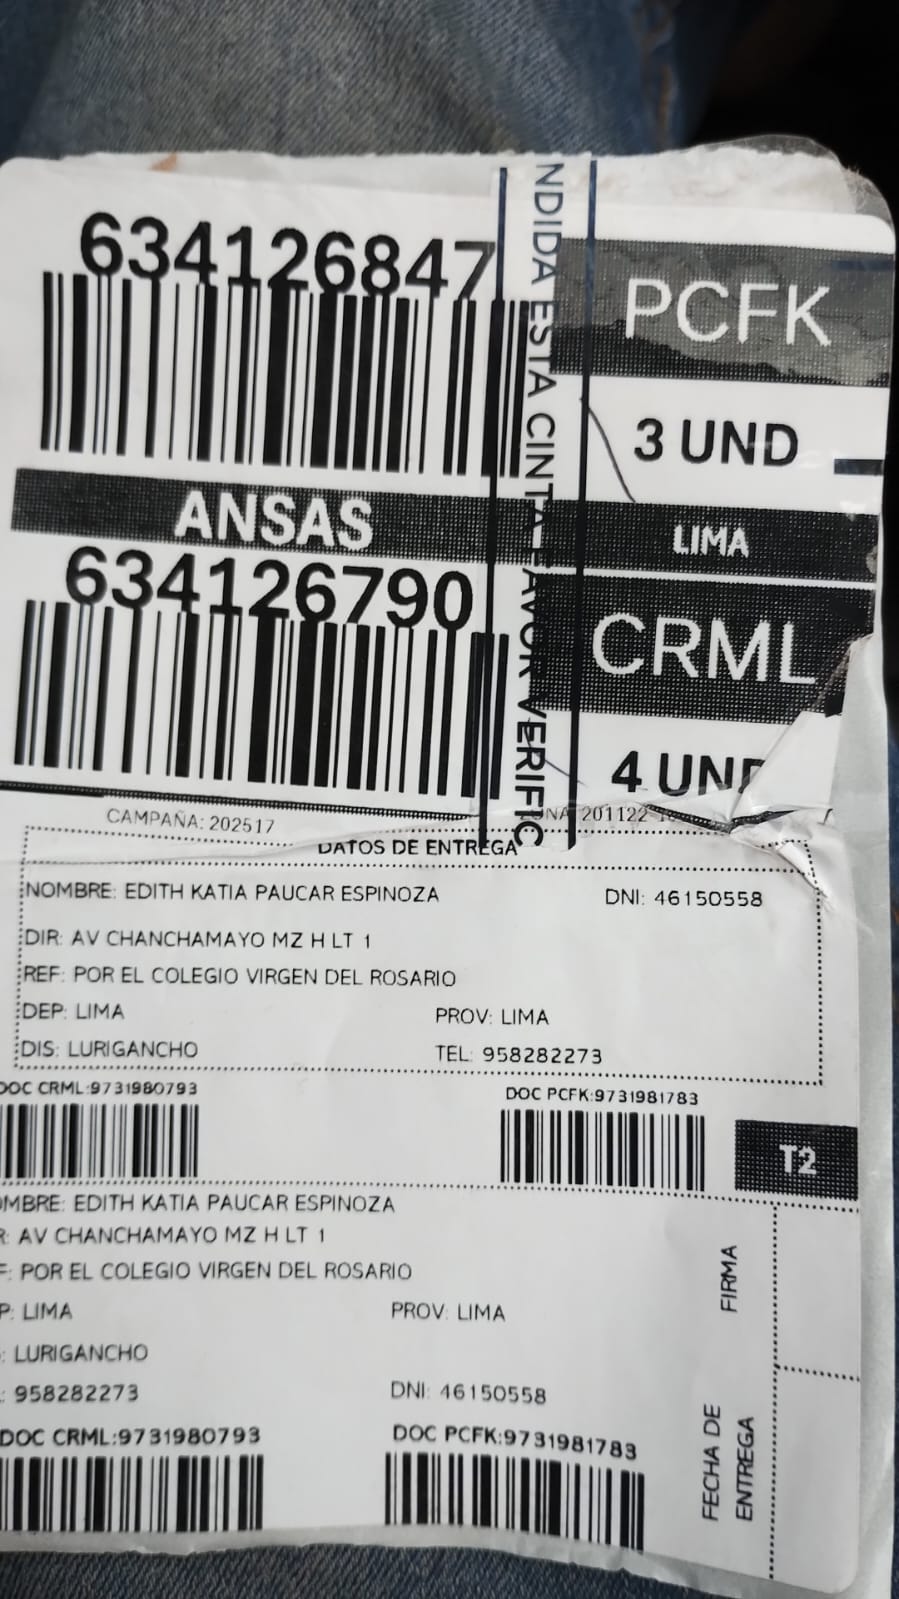 634126847
PCFK
3 UND
ANSAS
LIMA
634126790
CRML
4 UND
NDIDA ESTA CINTA FAVOR VERIFIC
CAMPAÑA: 202517
201122
DATOS DE ENTREGA
NOMBRE: EDITH KATIA PAUCAR ESPINOZA DNI: 46150558
DIR: AV CHANCHAMAYO MZ H LT 1
REF: POR EL COLEGIO VIRGEN DEL ROSARIO
DEP: LIMA PROV: LIMA
DIS: LURIGANCHO TEL: 958282273
DOC CRML:9731980793 DOC PCFK:9731981783
T2
OMBRE: EDITH KATIA PAUCAR ESPINOZA
R: AV CHANCHAMAYO MZ H LT 1
F: POR EL COLEGIO VIRGEN DEL ROSARIO
P: LIMA PROV: LIMA
: LURIGANCHO
: 958282273 DNI: 46150558
DOC CRML:9731980793 DOC PCFK:9731981783
FIRMA
FECHA DE
ENTREGA